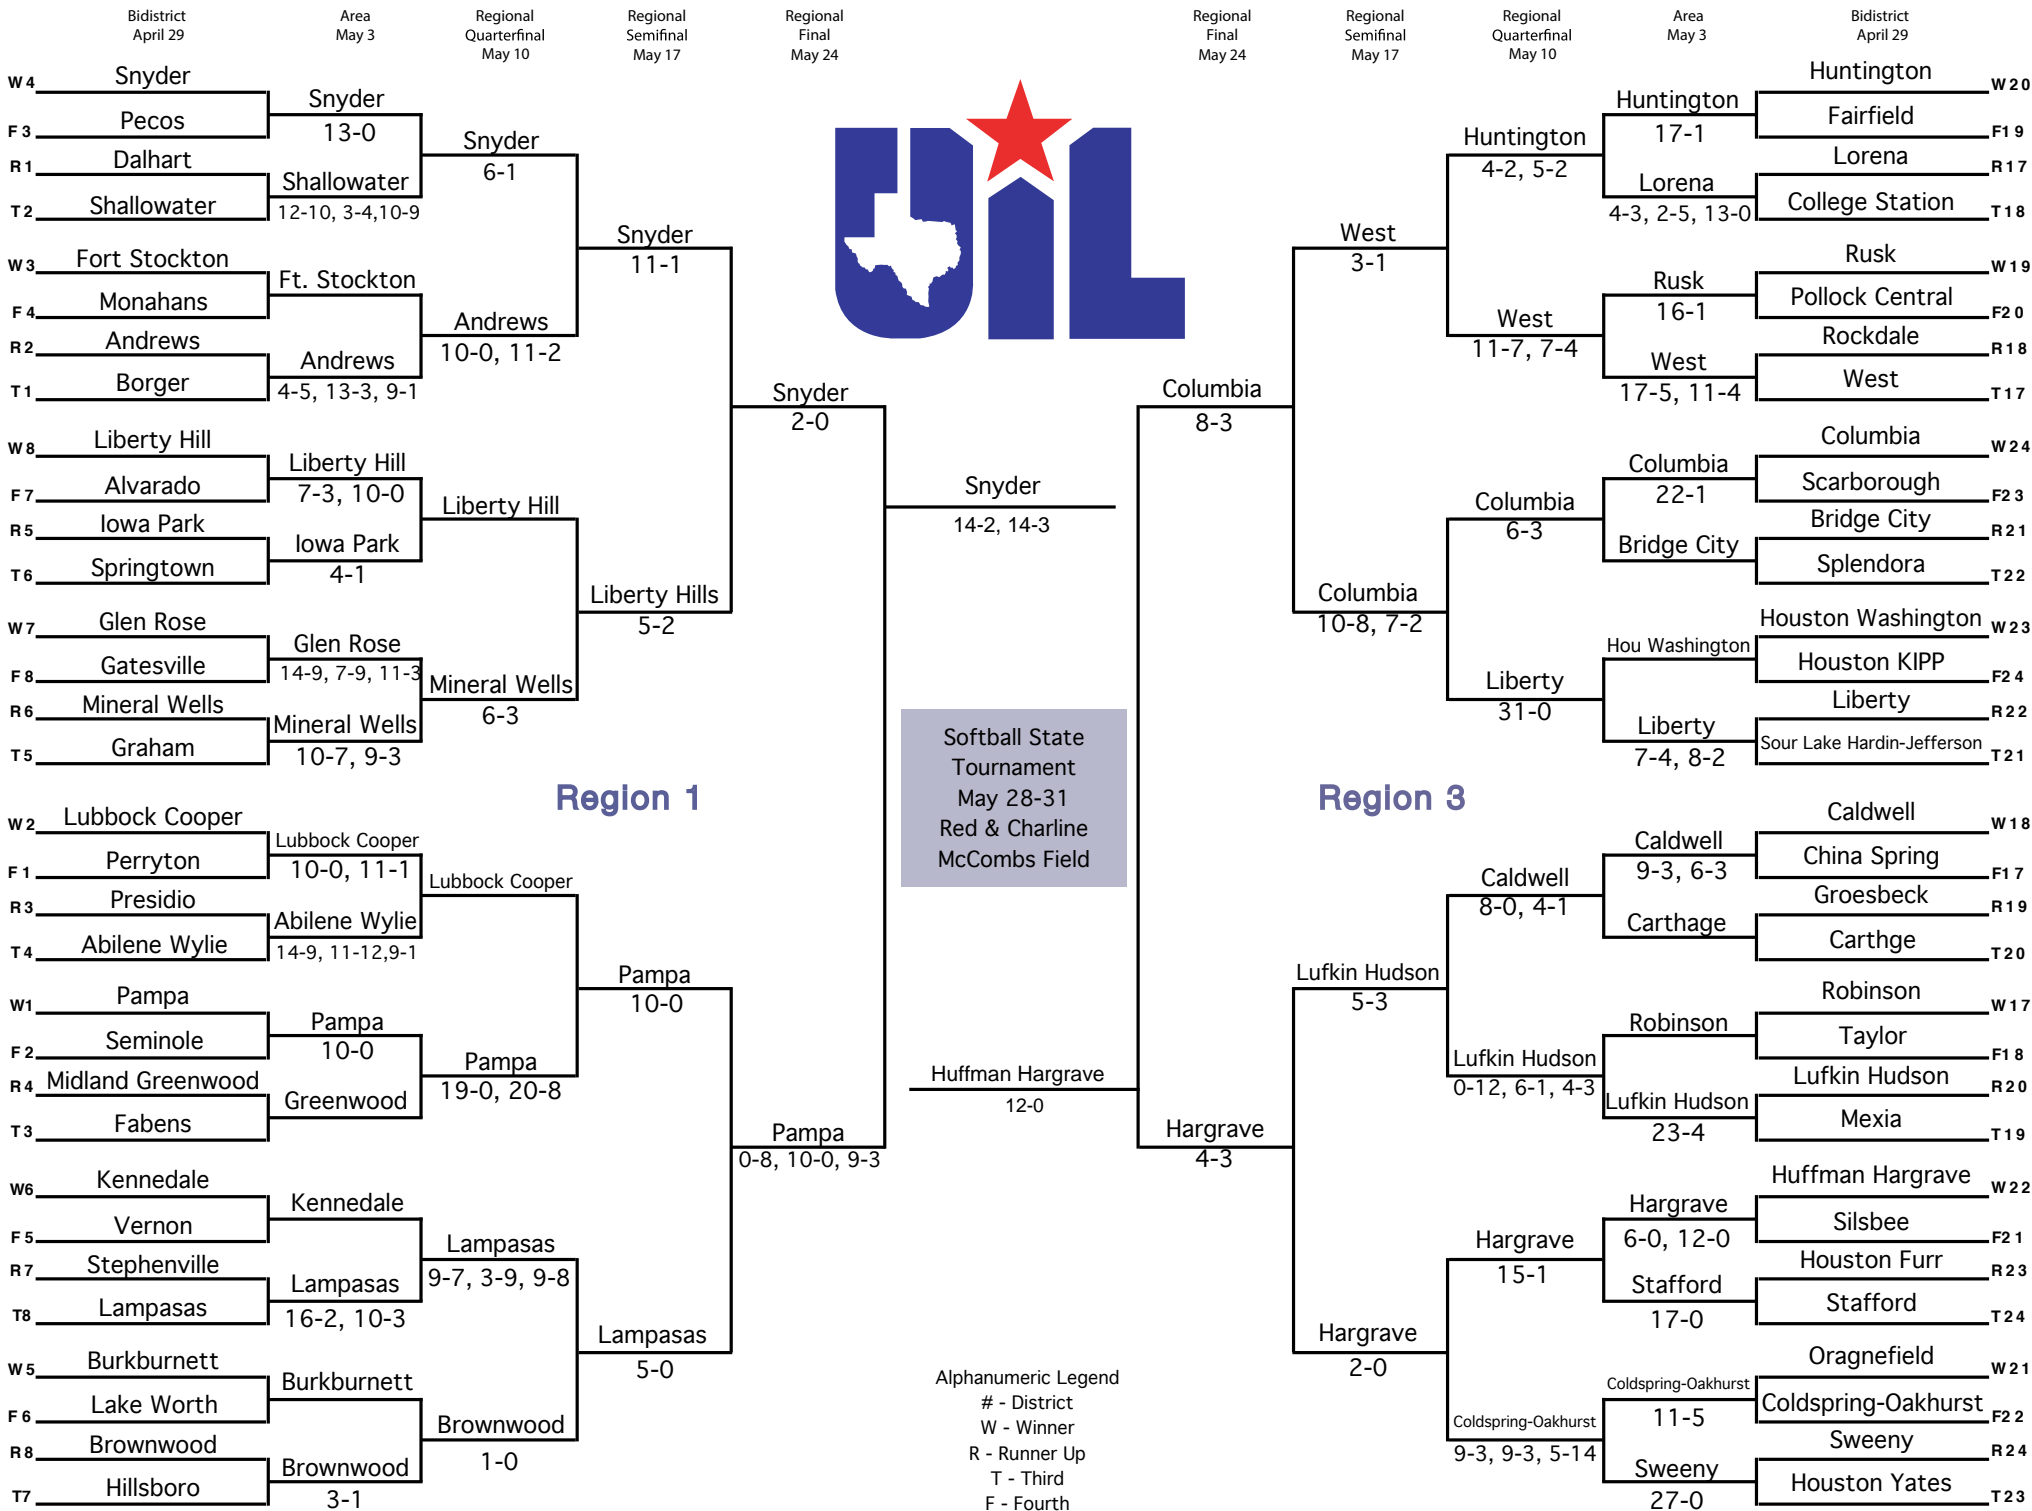 Bidistrict
April 29
Area
May 3
Regional
Quarterfinal
May 10
Regional
Semifinal
May 17
Regional
Final
May 24
Regional
Final
May 24
Regional
Semifinal
May 17
Regional
Quarterfinal
May 10
Area
May 3
Bidistrict
April 29
W4 Snyder
F3 Pecos
R1 Dalhart
T2 Shallowater
W3 Fort Stockton
F4 Monahans
R2 Andrews
T1 Borger
W8 Liberty Hill
F7 Alvarado
R5 Iowa Park
T6 Springtown
W7 Glen Rose
F8 Gatesville
R6 Mineral Wells
T5 Graham
W2 Lubbock Cooper
F1 Perryton
R3 Presidio
T4 Abilene Wylie
W1 Pampa
F2 Seminole
R4 Midland Greenwood
T3 Fabens
W6 Kennedale
F5 Vernon
R7 Stephenville
T8 Lampasas
W5 Burkburnett
F6 Lake Worth
R8 Brownwood
T7 Hillsboro
Snyder
13-0
Shallowater
12-10, 3-4,10-9
Ft. Stockton
Andrews
4-5, 13-3, 9-1
Liberty Hill
7-3, 10-0
Iowa Park
4-1
Glen Rose
14-9, 7-9, 11-3
Mineral Wells
10-7, 9-3
Lubbock Cooper
10-0, 11-1
Abilene Wylie
14-9, 11-12,9-1
Pampa
10-0
Greenwood
Kennedale
Lampasas
16-2, 10-3
Burkburnett
Brownwood
3-1
Snyder
6-1
Andrews
10-0, 11-2
Liberty Hill
Mineral Wells
6-3
Lubbock Cooper
Pampa
19-0, 20-8
Lampasas
9-7, 3-9, 9-8
Brownwood
1-0
Snyder
11-1
Liberty Hills
5-2
Pampa
10-0
Lampasas
5-0
Region 1
Snyder
2-0
Pampa
0-8, 10-0, 9-3
UIL
Snyder
14-2, 14-3
Softball State
Tournament
May 28-31
Red & Charline
McCombs Field
Huffman Hargrave
12-0
Alphanumeric Legend
# - District
W - Winner
R - Runner Up
T - Third
F - Fourth
Columbia
8-3
Hargrave
4-3
Region 3
West
3-1
Columbia
10-8, 7-2
Lufkin Hudson
5-3
Hargrave
2-0
Huntington
4-2, 5-2
West
11-7, 7-4
Columbia
6-3
Liberty
31-0
Caldwell
8-0, 4-1
Lufkin Hudson
0-12, 6-1, 4-3
Hargrave
15-1
Coldspring-Oakhurst
9-3, 9-3, 5-14
Huntington
17-1
Lorena
4-3, 2-5, 13-0
Rusk
16-1
West
17-5, 11-4
Columbia
22-1
Bridge City
Hou Washington
Liberty
7-4, 8-2
Caldwell
9-3, 6-3
Carthage
Robinson
Lufkin Hudson
23-4
Hargrave
6-0, 12-0
Stafford
17-0
Coldspring-Oakhurst
11-5
Sweeny
27-0
Huntington W20
Fairfield F19
Lorena R17
College Station T18
Rusk W19
Pollock Central F20
Rockdale R18
West T17
Columbia W24
Scarborough F23
Bridge City R21
Splendora T22
Houston Washington W23
Houston KIPP F24
Liberty R22
Sour Lake Hardin-Jefferson T21
Caldwell W18
China Spring F17
Groesbeck R19
Carthge T20
Robinson W17
Taylor F18
Lufkin Hudson R20
Mexia T19
Huffman Hargrave W22
Silsbee F21
Houston Furr R23
Stafford T24
Oragnefield W21
Coldspring-Oakhurst F22
Sweeny R24
Houston Yates T23